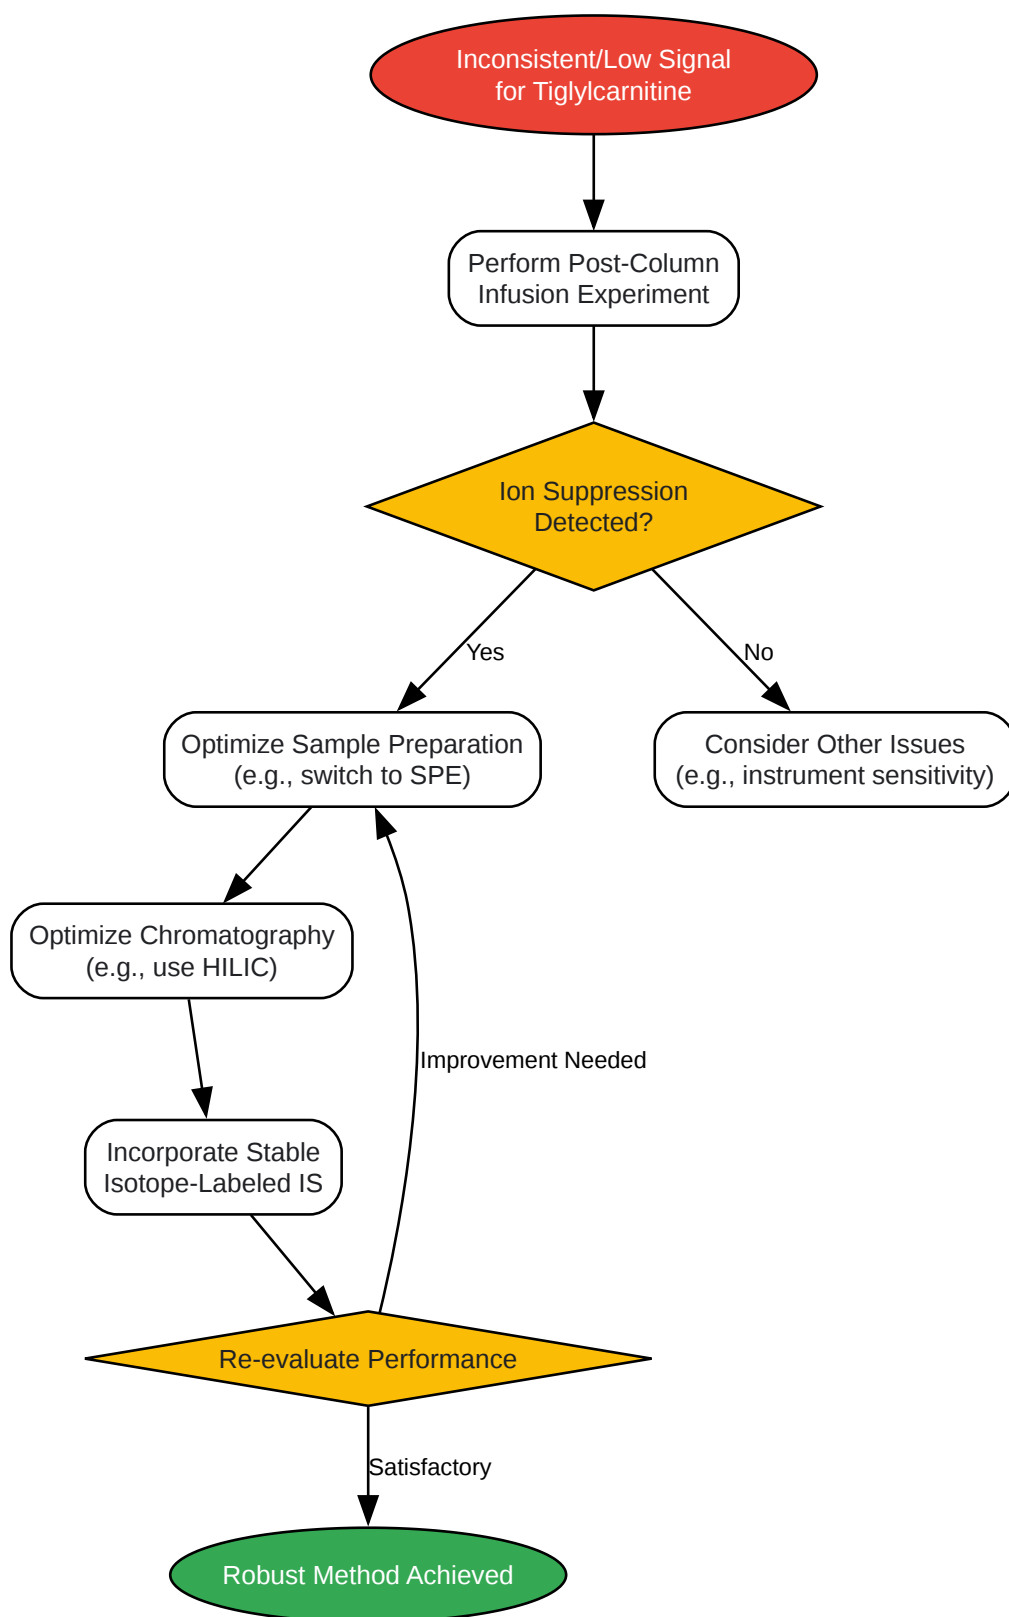 Inconsistent/Low Signal
for Tiglylcarnitine
Perform Post-Column
Infusion Experiment
Ion Suppression
Detected?
Yes
No
Optimize Sample Preparation
(e.g., switch to SPE)
Consider Other Issues
(e.g., instrument sensitivity)
Optimize Chromatography
(e.g., use HILIC)
Improvement Needed
Incorporate Stable
Isotope-Labeled IS
Re-evaluate Performance
Satisfactory
Robust Method Achieved